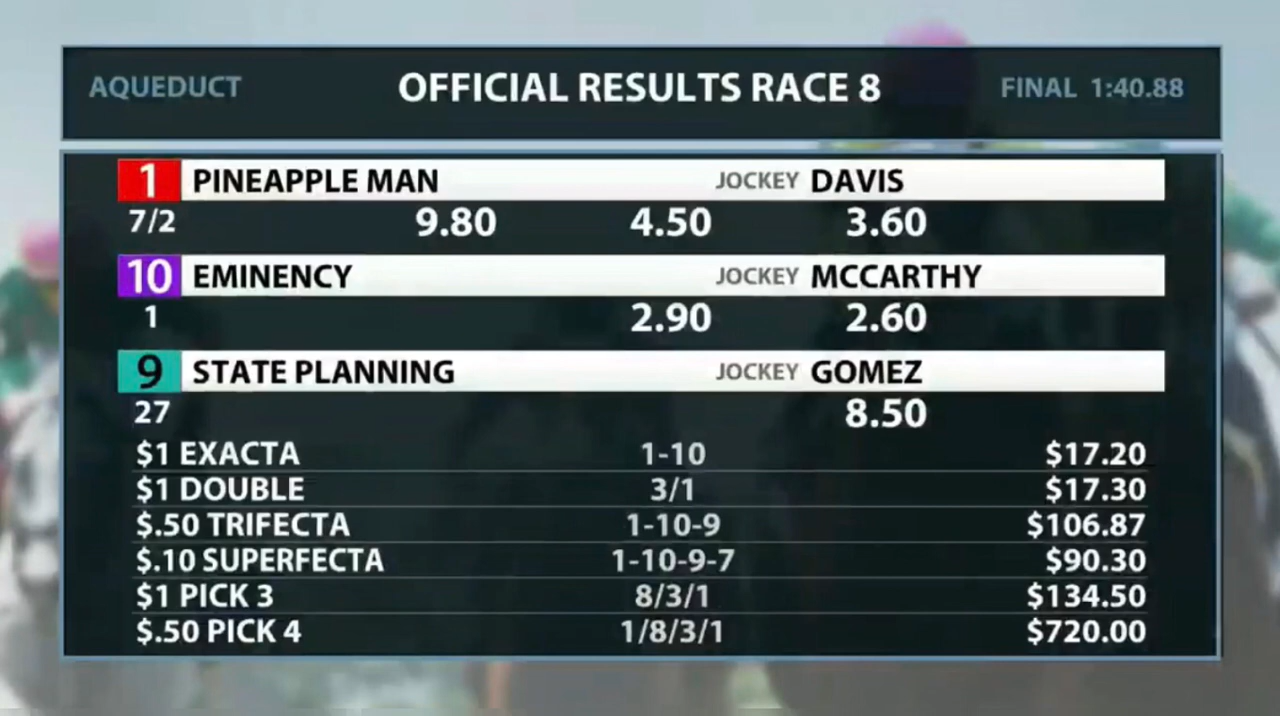 AQUEDUCT OFFICIAL RESULTS RACE 8 FINAL 1:40.88
1 PINEAPPLE MAN JOCKEY DAVIS
7/2 9.80 4.50 3.60
10 EMINENCY JOCKEY MCCARTHY
1 2.90 2.60
9 STATE PLANNING JOCKEY GOMEZ
27 8.50
$1 EXACTA 1-10 $17.20
$1 DOUBLE 3/1 $17.30
$.50 TRIFECTA 1-10-9 $106.87
$.10 SUPERFECTA 1-10-9-7 $90.30
$1 PICK 3 8/3/1 $134.50
$.50 PICK 4 1/8/3/1 $720.00